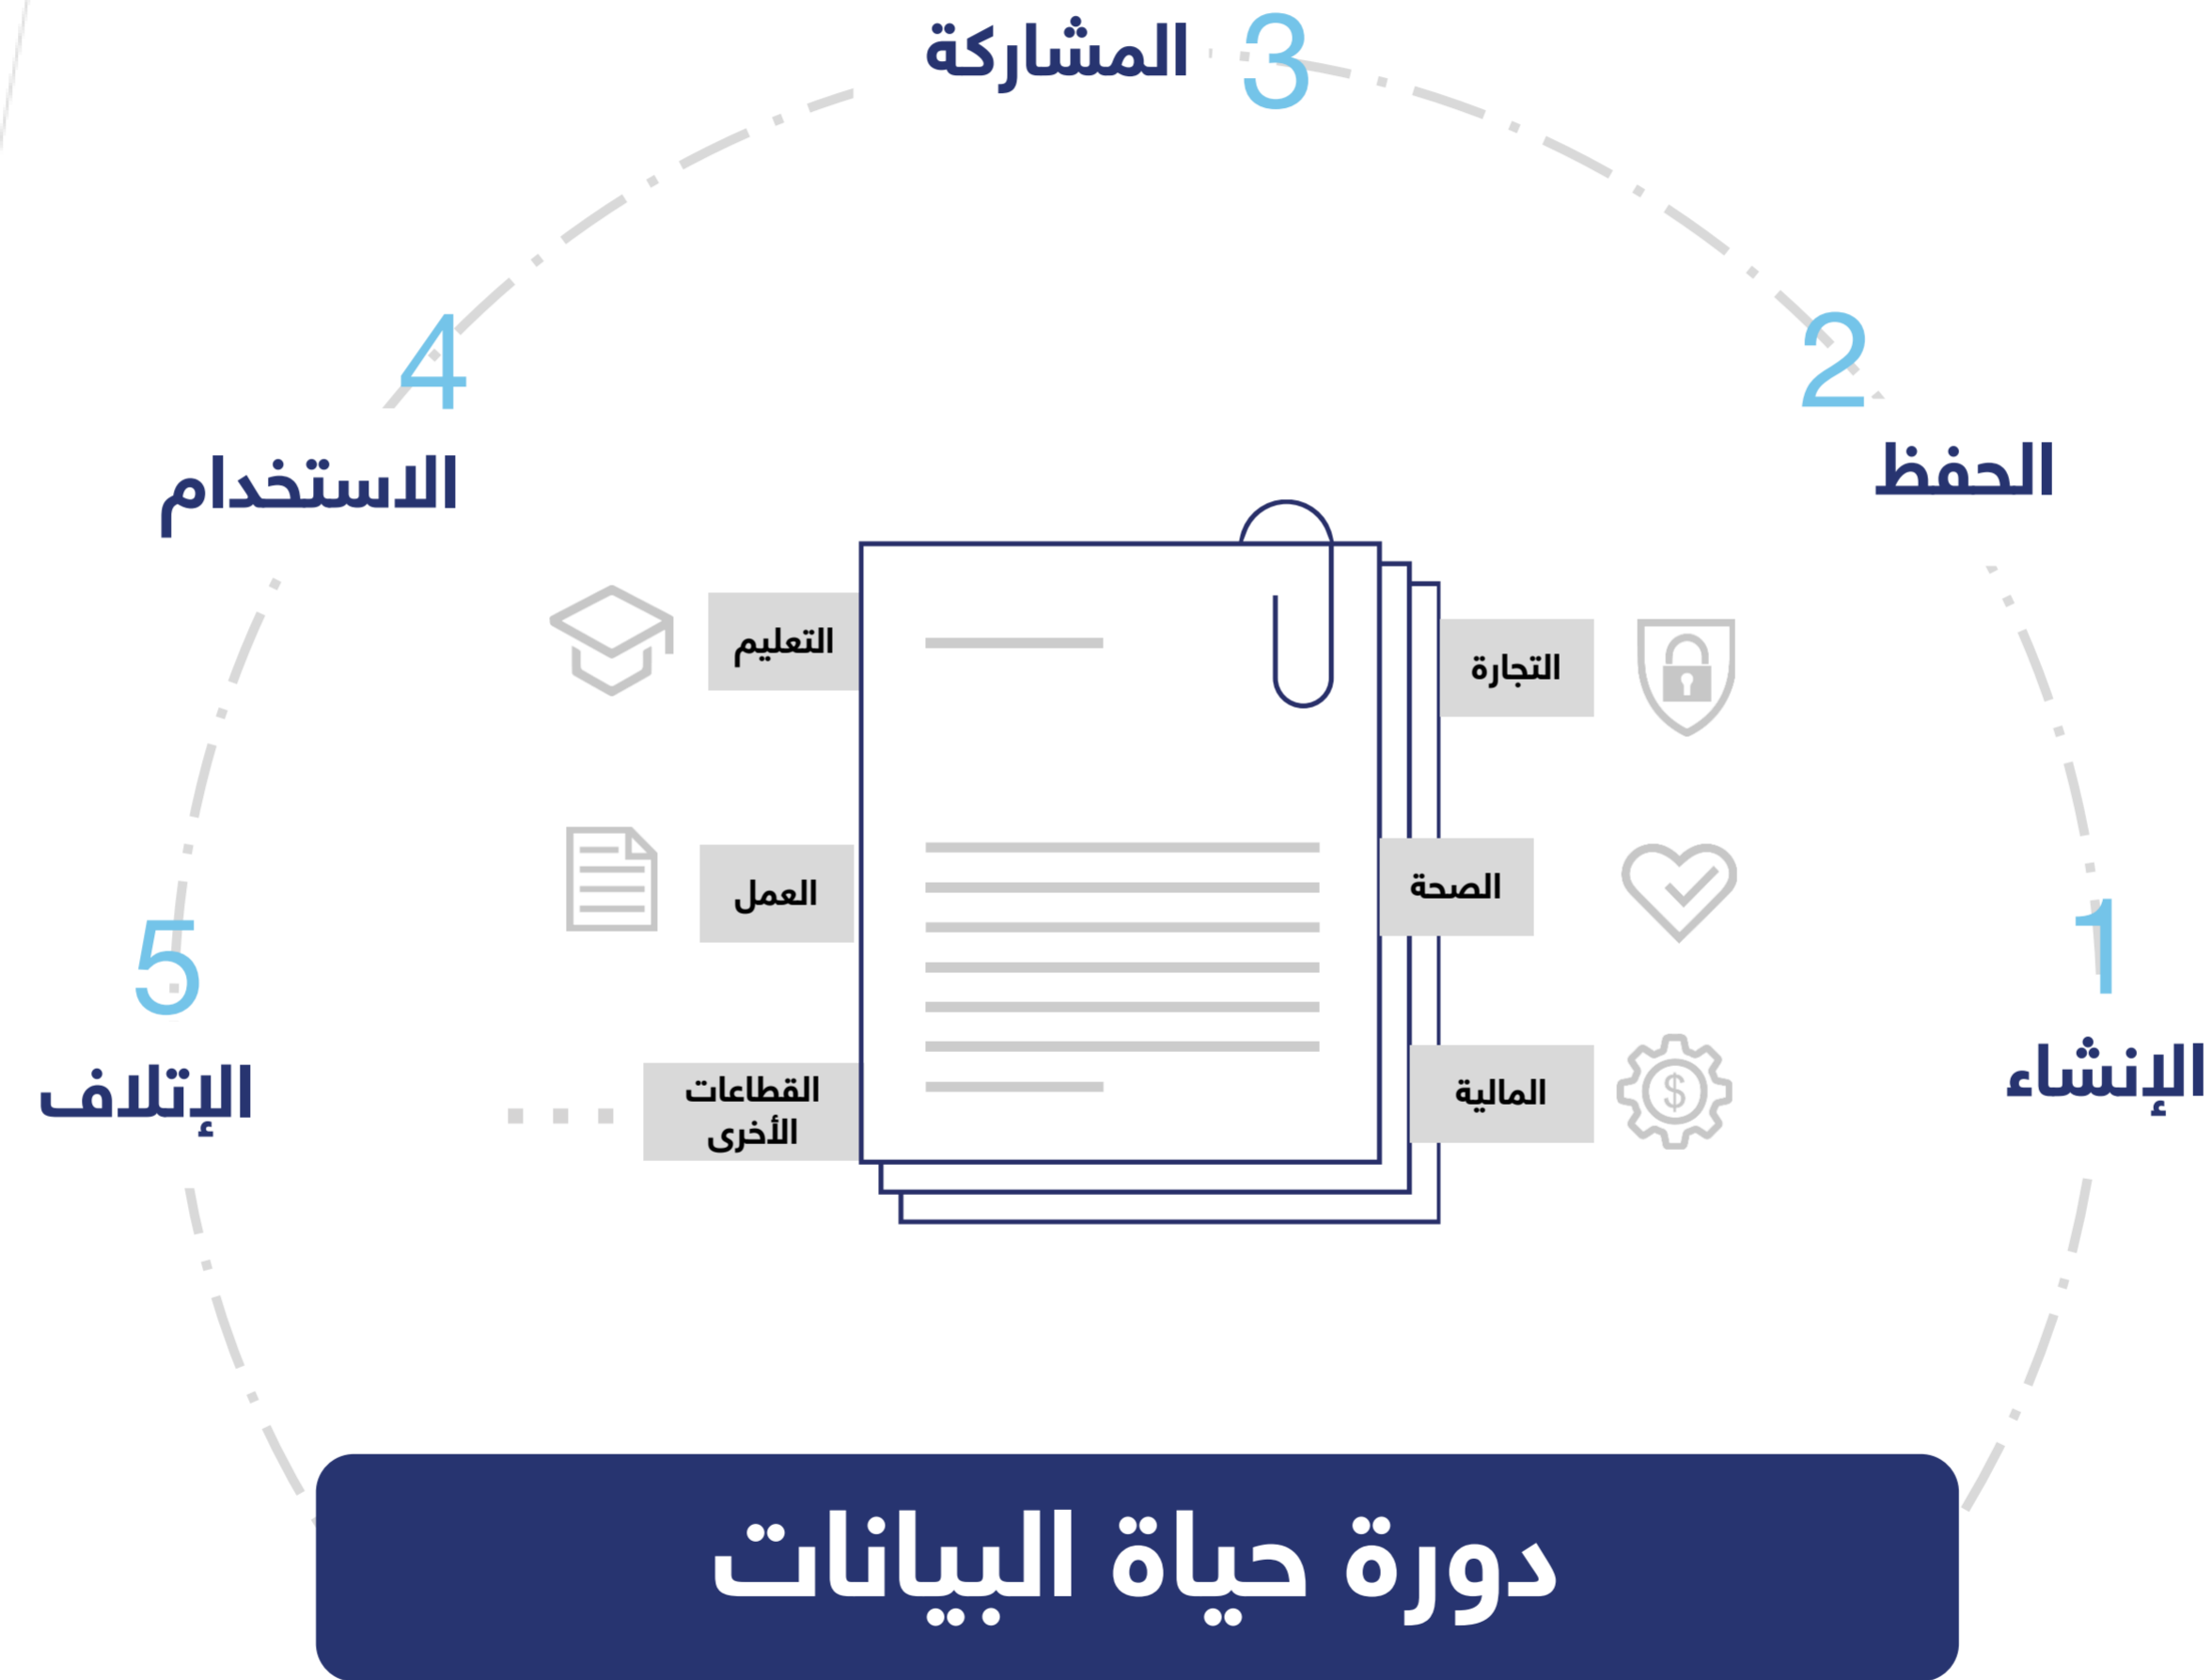 3 المشاركة
2
الحفظ
4
الاستخدام
1
الإنشاء
5
الإتلاف
التجارة
الصحة
المالية
التعليم
العمل
القطاعات
الأخرى
$
دورة حياة البيانات